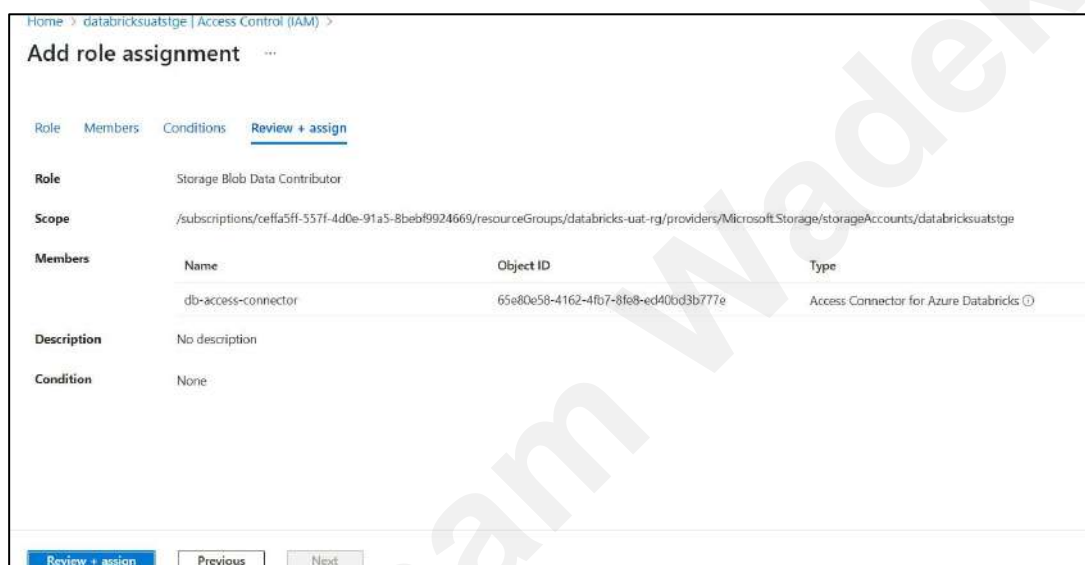 Home > databricksuatstge | Access Control (IAM) >
Add role assignment ...
Role Members Conditions Review + assign
Role Storage Blob Data Contributor
Scope /subscriptions/ceffa5ff-557f-4d0e-91a5-8bebf9924669/resourceGroups/databricks-uat-rg/providers/Microsoft.Storage/storageAccounts/databricksuatstge
Members Name Object ID Type
db-access-connector 65e80e58-4162-4fb7-8fe8-ed40bd3b777e Access Connector for Azure Databricks
Description No description
Condition None
Review + assign Previous Next
am Wadek